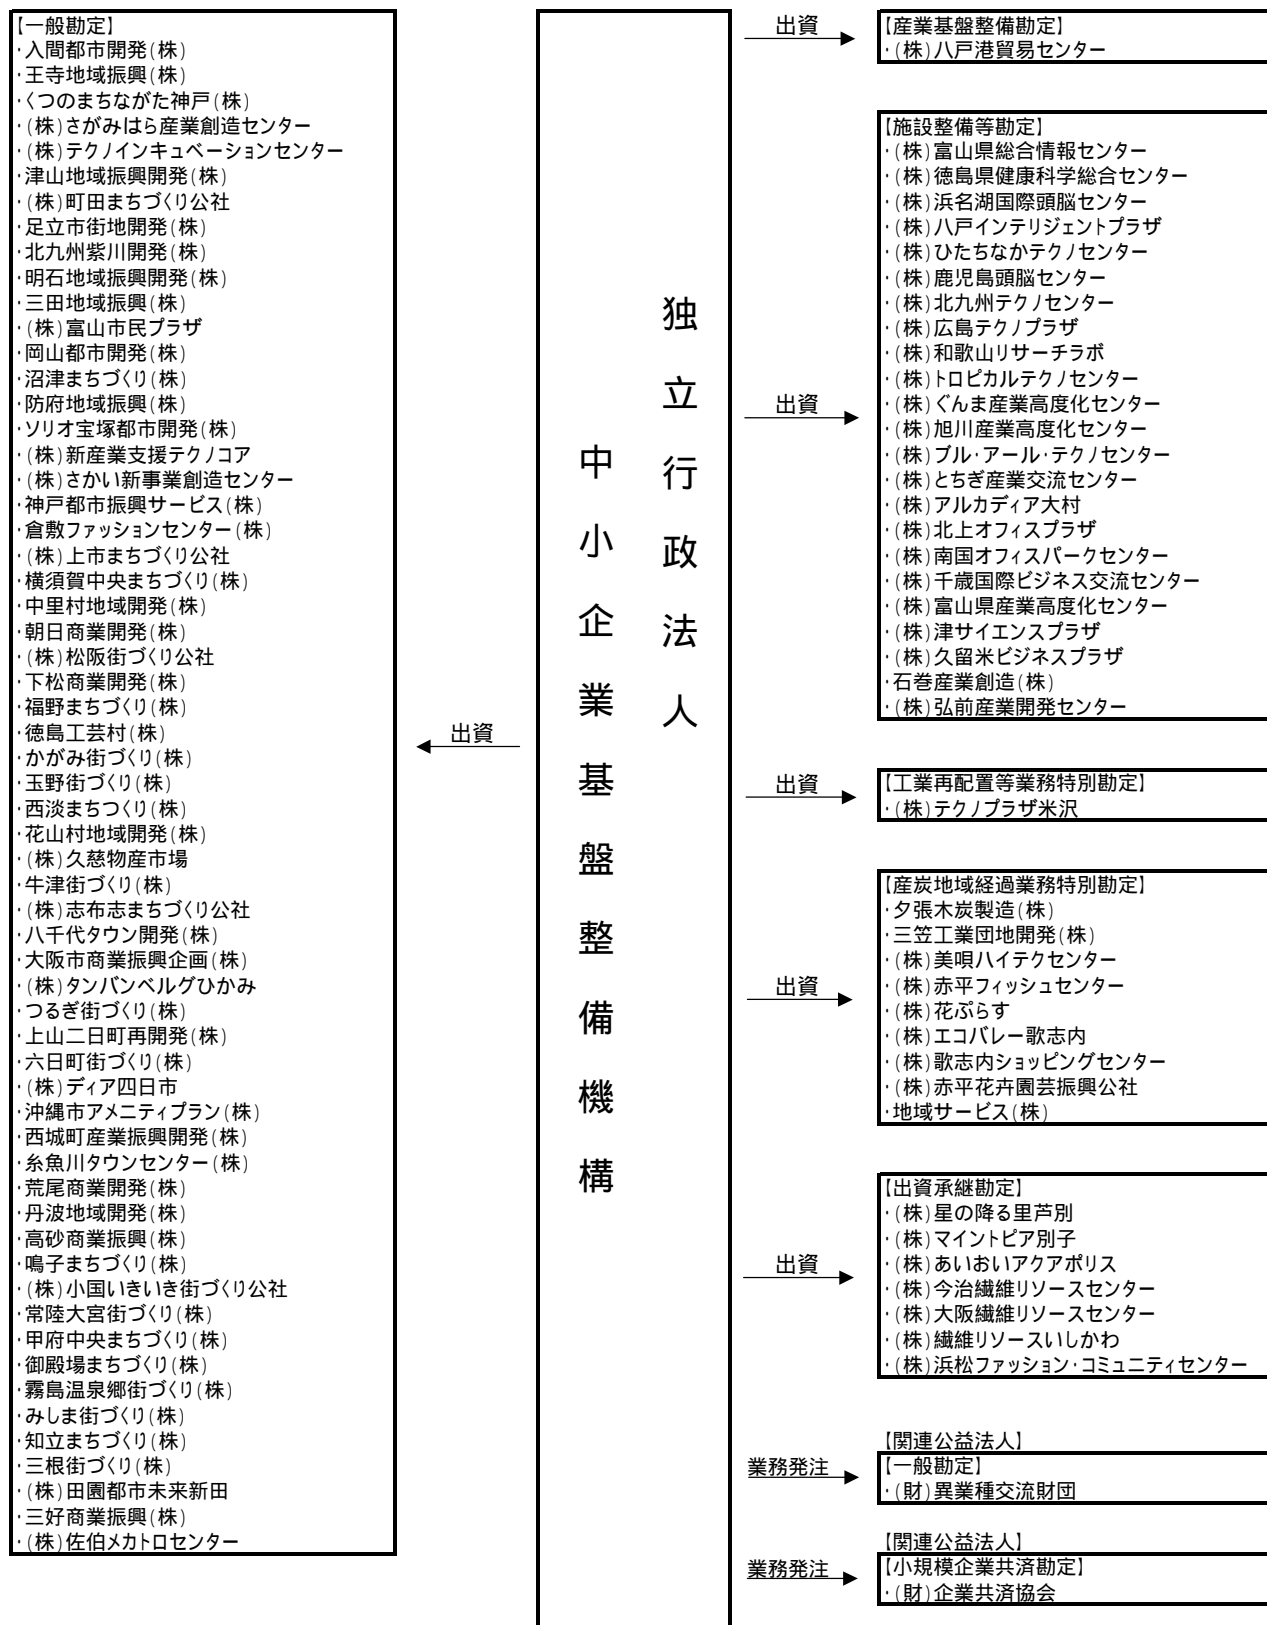 【一般勘定】
・入間都市開発(株)
・王寺地域振興(株)
・くつのまちながた神戸(株)
・(株)さがみはら産業創造センター
・(株)テクノインキュベーションセンター
・津山地域振興開発(株)
・(株)町田まちづくり公社
・足立市街地開発(株)
・北九州紫川開発(株)
・明石地域振興開発(株)
・三田地域振興(株)
・(株)富山市民プラザ
・岡山都市開発(株)
・沼津まちづくり(株)
・防府地域振興(株)
・ソリオ宝塚都市開発(株)
・(株)新産業支援テクノコア
・(株)さかい新事業創造センター
・神戸都市振興サービス(株)
・倉敷ファッションセンター(株)
・(株)上市まちづくり公社
・横須賀中央まちづくり(株)
・中里村地域開発(株)
・朝日商業開発(株)
・(株)松阪街づくり公社
・下松商業開発(株)
・福野まちづくり(株)
・徳島工芸村(株)
・かがみ街づくり(株)
・玉野街づくり(株)
・西淡まちつくり(株)
・花山村地域開発(株)
・(株)久慈物産市場
・牛津街づくり(株)
・(株)志布志まちづくり公社
・八千代タウン開発(株)
・大阪市商業振興企画(株)
・(株)タンバンベルグひかみ
・つるぎ街づくり(株)
・上山二日町再開発(株)
・六日町街づくり(株)
・(株)ディア四日市
・沖縄市アメニティプラン(株)
・西城町産業振興開発(株)
・糸魚川タウンセンター(株)
・荒尾商業開発(株)
・丹波地域開発(株)
・高砂商業振興(株)
・鳴子まちづくり(株)
・(株)小国いきいき街づくり公社
・常陸大宮街づくり(株)
・甲府中央まちづくり(株)
・御殿場まちづくり(株)
・霧島温泉郷街づくり(株)
・みしま街づくり(株)
・知立まちづくり(株)
・三根街づくり(株)
・(株)田園都市未来新田
・三好商業振興(株)
・(株)佐伯メカトロセンター
出資
独立行政法人
中小企業基盤整備機構
出資
【産業基盤整備勘定】
・(株)八戸港貿易センター
出資
【施設整備等勘定】
・(株)富山県総合情報センター
・(株)徳島県健康科学総合センター
・(株)浜名湖国際頭脳センター
・(株)八戸インテリジェントプラザ
・(株)ひたちなかテクノセンター
・(株)鹿児島頭脳センター
・(株)北九州テクノセンター
・(株)広島テクノプラザ
・(株)和歌山リサーチラボ
・(株)トロピカルテクノセンター
・(株)ぐんま産業高度化センター
・(株)旭川産業高度化センター
・(株)ブル・アール・テクノセンター
・(株)とちぎ産業交流センター
・(株)アルカディア大村
・(株)北上オフィスプラザ
・(株)南国オフィスパークセンター
・(株)千歳国際ビジネス交流センター
・(株)富山県産業高度化センター
・(株)津サイエンスプラザ
・(株)久留米ビジネスプラザ
・石巻産業創造(株)
・(株)弘前産業開発センター
出資
【工業再配置等業務特別勘定】
・(株)テクノプラザ米沢
出資
【産炭地域経過業務特別勘定】
・夕張木炭製造(株)
・三笠工業団地開発(株)
・(株)美唄ハイテクセンター
・(株)赤平フィッシュセンター
・(株)花ぷらす
・(株)エコバレー歌志内
・(株)歌志内ショッピングセンター
・(株)赤平花卉園芸振興公社
・地域サービス(株)
出資
【出資承継勘定】
・(株)星の降る里芦別
・(株)マイントピア別子
・(株)あいおいアクアポリス
・(株)今治繊維リソースセンター
・(株)大阪繊維リソースセンター
・(株)繊維リソースいしかわ
・(株)浜松ファッション・コミュニティセンター
【関連公益法人】
業務発注
【一般勘定】
・(財)異業種交流財団
【関連公益法人】
業務発注
【小規模企業共済勘定】
・(財)企業共済協会